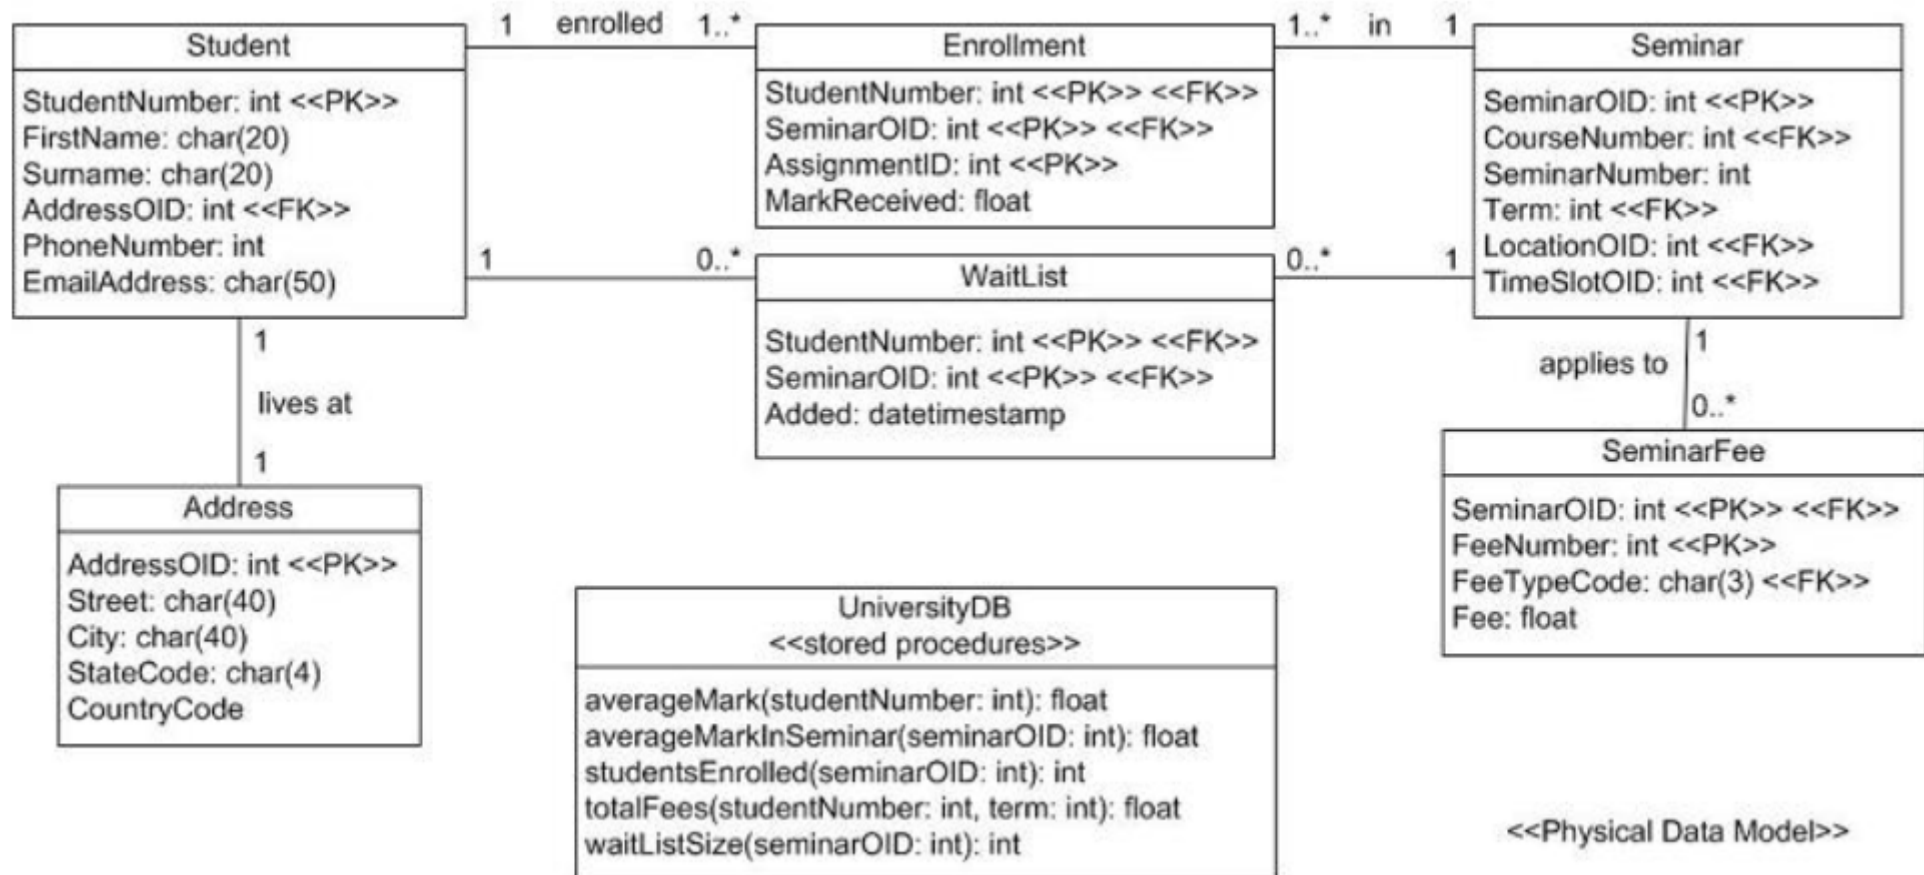 1 enrolled 1..*
1..* in 1
Student
StudentNumber: int <<PK>>
FirstName: char(20)
Surname: char(20)
AddressOID: int <<FK>>
PhoneNumber: int
EmailAddress: char(50)
Enrollment
StudentNumber: int <<PK>> <<FK>>
SeminarOID: int <<PK>> <<FK>>
AssignmentID: int <<PK>>
MarkReceived: float
Seminar
SeminarOID: int <<PK>>
CourseNumber: int <<FK>>
SeminarNumber: int
Term: int <<FK>>
LocationOID: int <<FK>>
TimeSlotOID: int <<FK>>
1 0..*
0..* 1
WaitList
StudentNumber: int <<PK>> <<FK>>
SeminarOID: int <<PK>> <<FK>>
Added: datetimestamp
1
lives at
1
1
applies to
0..*
Address
AddressOID: int <<PK>>
Street: char(40)
City: char(40)
StateCode: char(4)
CountryCode
SeminarFee
SeminarOID: int <<PK>> <<FK>>
FeeNumber: int <<PK>>
FeeTypeCode: char(3) <<FK>>
Fee: float
UniversityDB
<<stored procedures>>
averageMark(studentNumber: int): float
averageMarkInSeminar(seminarOID: int): float
studentsEnrolled(seminarOID: int): int
totalFees(studentNumber: int, term: int): float
waitListSize(seminarOID: int): int
<<Physical Data Model>>